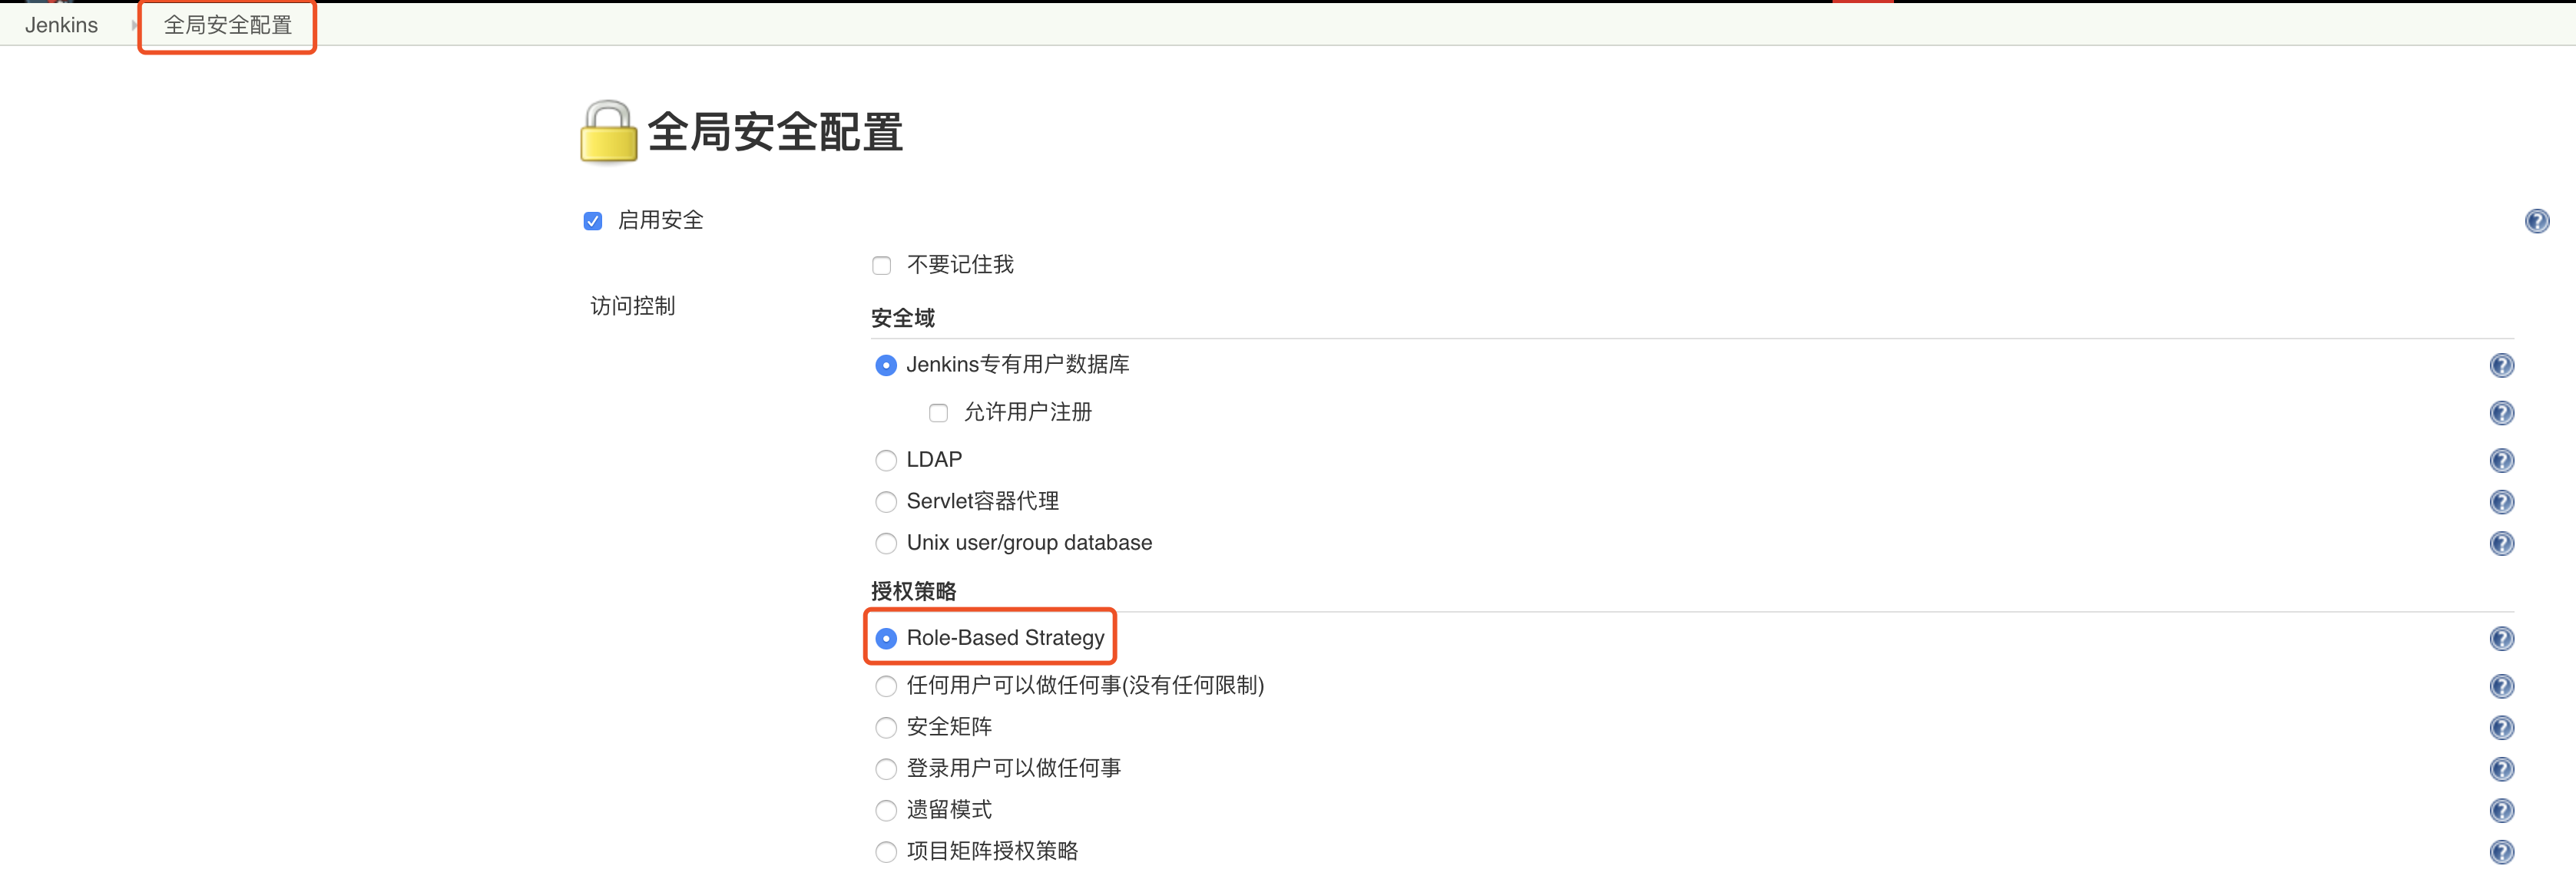 Jenkins 全局安全配置
全局安全配置
启用安全
不要记住我
访问控制
安全域
Jenkins专有用户数据库
允许用户注册
LDAP
Servlet容器代理
Unix user/group database
授权策略
Role-Based Strategy
任何用户可以做任何事(没有任何限制)
安全矩阵
登录用户可以做任何事
遗留模式
项目矩阵授权策略